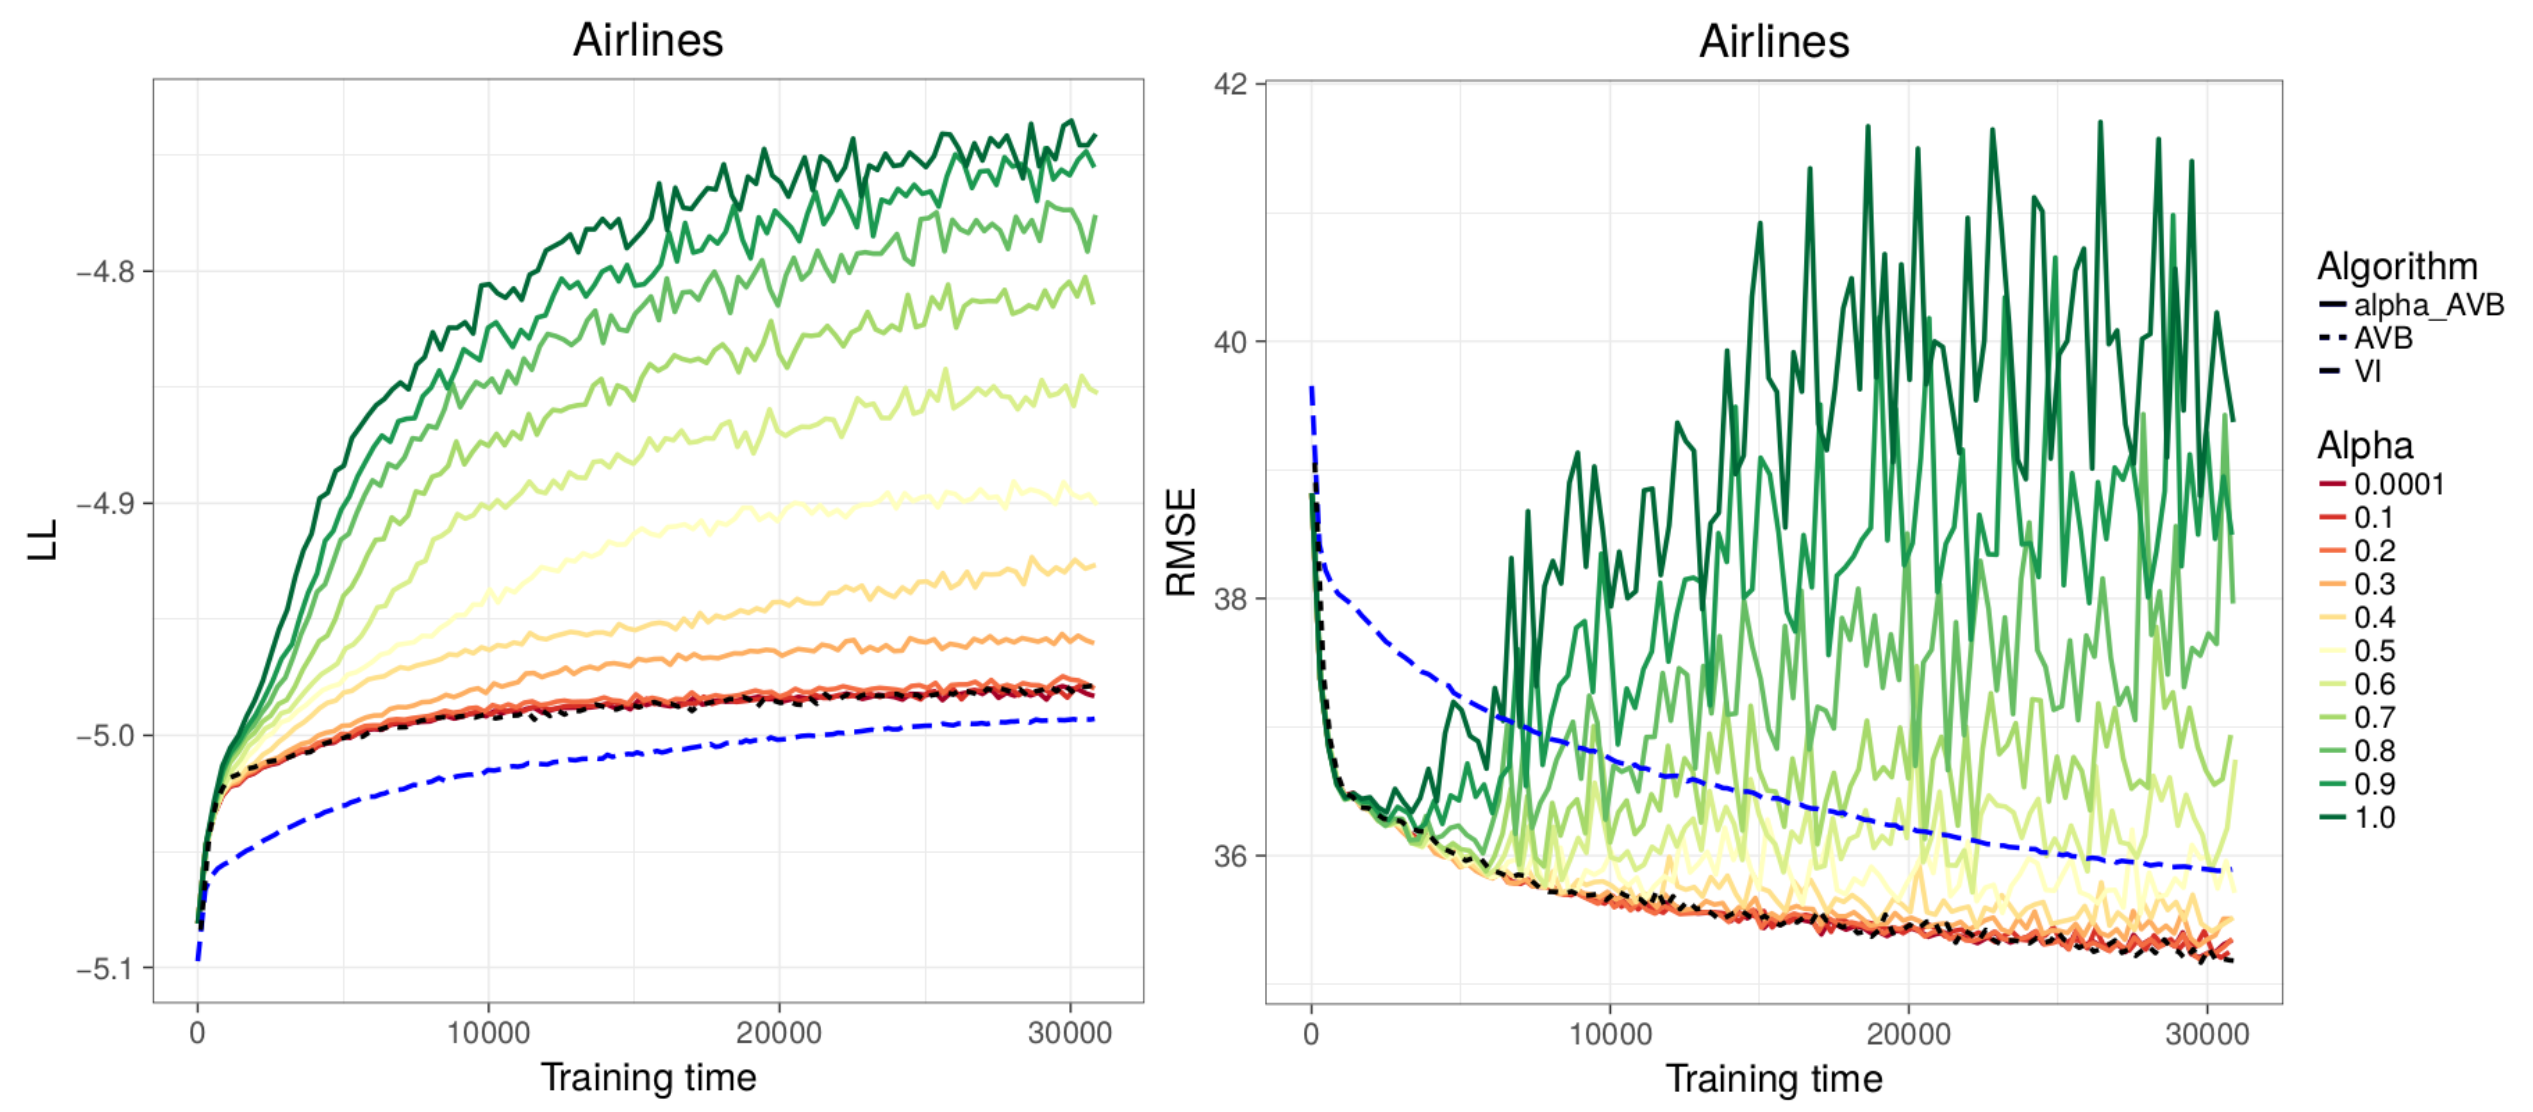 Airlines
LL
−4.8
−4.9
−5.0
−5.1
0
10000
20000
30000
Training time
Airlines
RMSE
42
40
38
36
0
10000
20000
30000
Training time
Algorithm
alpha_AVB
AVB
VI
Alpha
0.0001
0.1
0.2
0.3
0.4
0.5
0.6
0.7
0.8
0.9
1.0